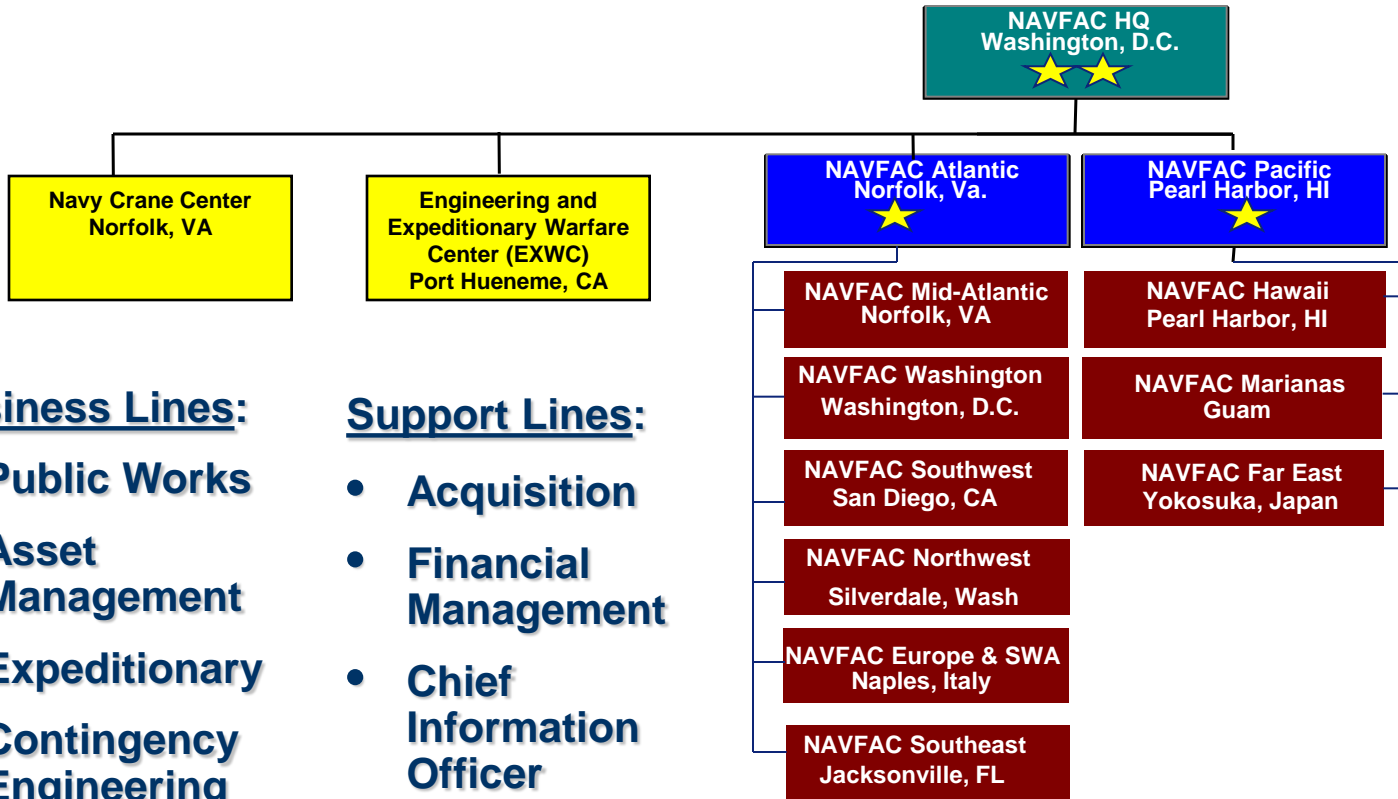 NAVFAC HQ
Washington, D.C.
Navy Crane Center
Norfolk, VA
Engineering and
Expeditionary Warfare
Center (EXWC)
Port Hueneme, CA
NAVFAC Atlantic
Norfolk, Va.
NAVFAC Pacific
Pearl Harbor, HI
NAVFAC Mid-Atlantic
Norfolk, VA
NAVFAC Washington
Washington, D.C.
NAVFAC Southwest
San Diego, CA
NAVFAC Northwest
Silverdale, Wash
NAVFAC Europe & SWA
Naples, Italy
NAVFAC Southeast
Jacksonville, FL
NAVFAC Hawaii
Pearl Harbor, HI
NAVFAC Marianas
Guam
NAVFAC Far East
Yokosuka, Japan
siness Lines:
Public Works
Asset
Management
Expeditionary
Contingency
Engineering
Support Lines:
• Acquisition
• Financial
Management
• Chief
Information
Officer